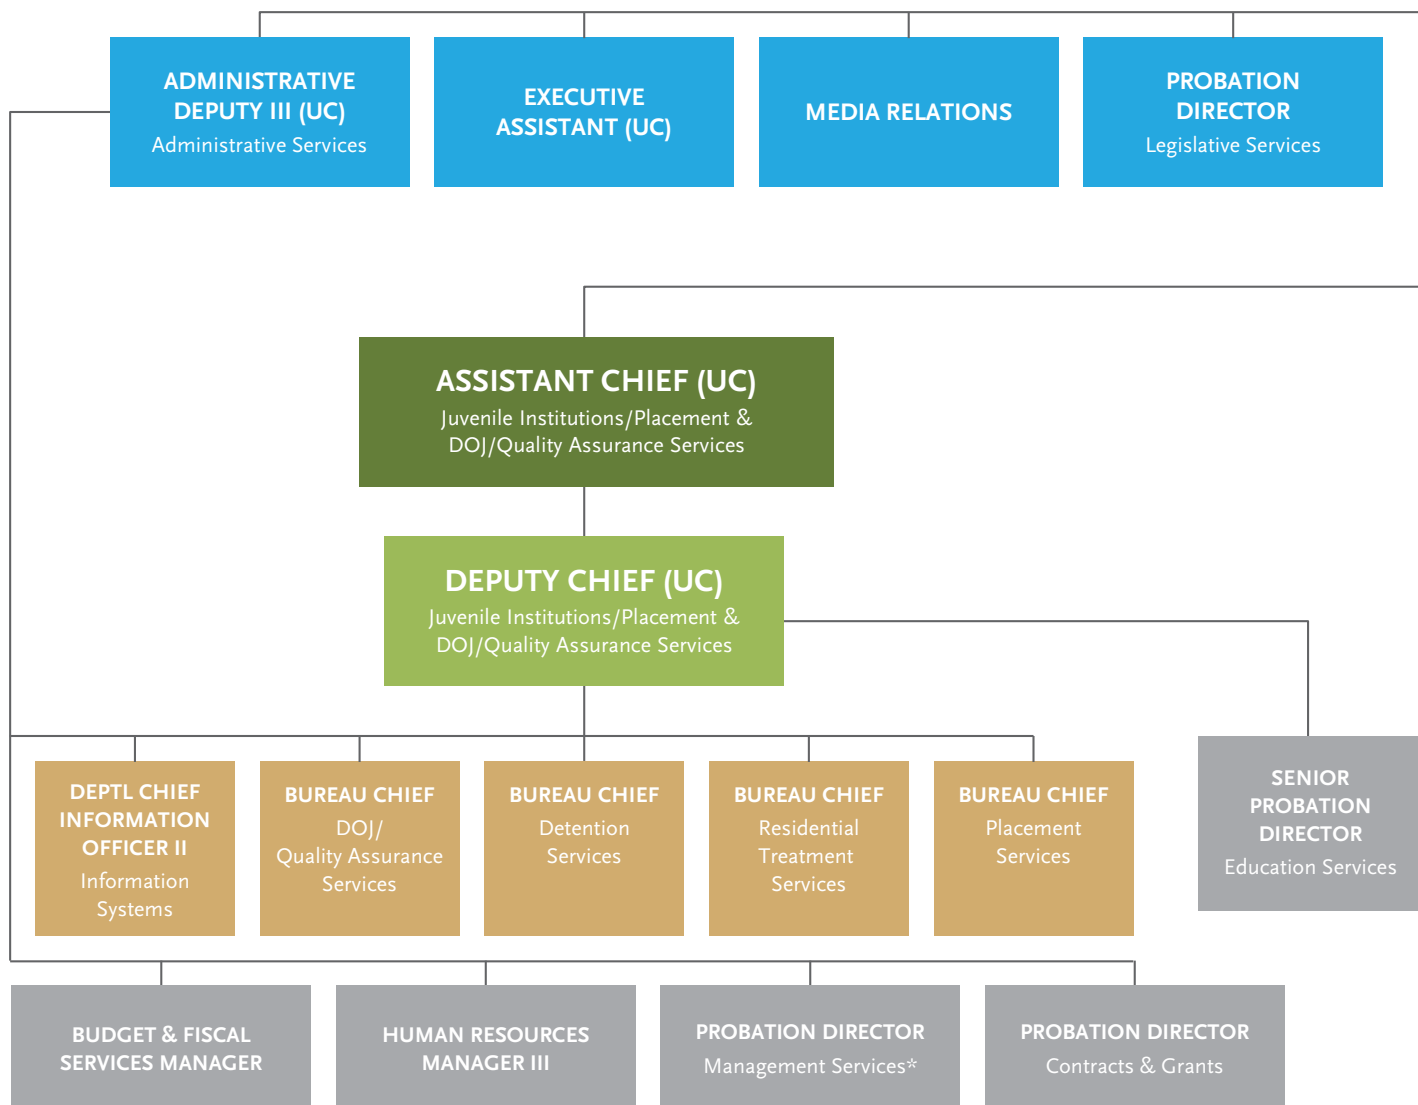 ADMINISTRATIVE
DEPUTY III (UC)
Administrative Services
EXECUTIVE
ASSISTANT (UC)
MEDIA RELATIONS
PROBATION
DIRECTOR
Legislative Services
ASSISTANT CHIEF (UC)
Juvenile Institutions/Placement &
DOJ/Quality Assurance Services
DEPUTY CHIEF (UC)
Juvenile Institutions/Placement &
DOJ/Quality Assurance Services
DEPTL CHIEF
INFORMATION
OFFICER II
Information
Systems
BUREAU CHIEF
DOJ/
Quality Assurance
Services
BUREAU CHIEF
Detention
Services
BUREAU CHIEF
Residential
Treatment
Services
BUREAU CHIEF
Placement
Services
SENIOR
PROBATION
DIRECTOR
Education Services
BUDGET & FISCAL
SERVICES MANAGER
HUMAN RESOURCES
MANAGER III
PROBATION DIRECTOR
Management Services*
PROBATION DIRECTOR
Contracts & Grants